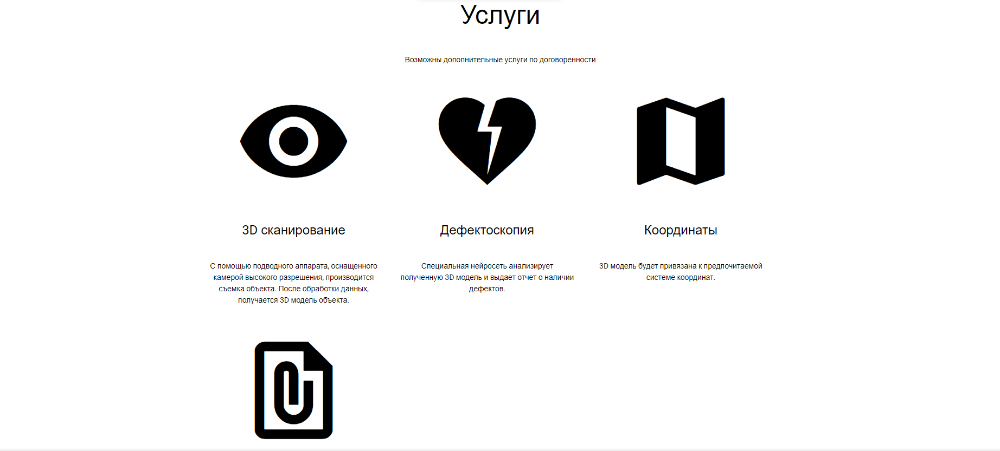 Услуги
Возможны дополнительные услуги по договоренности
3D сканирование
С помощью подводного аппарата, оснащенного
камерой высокого разрешения, производится
съемка объекта. После обработки данных,
получается 3D модель объекта.
Дефектоскопия
Специальная нейросеть анализирует
полученную 3D модель и выдает отчет о наличии
дефектов.
Координаты
3D модель будет привязана к предпочитаемой
системе координат.